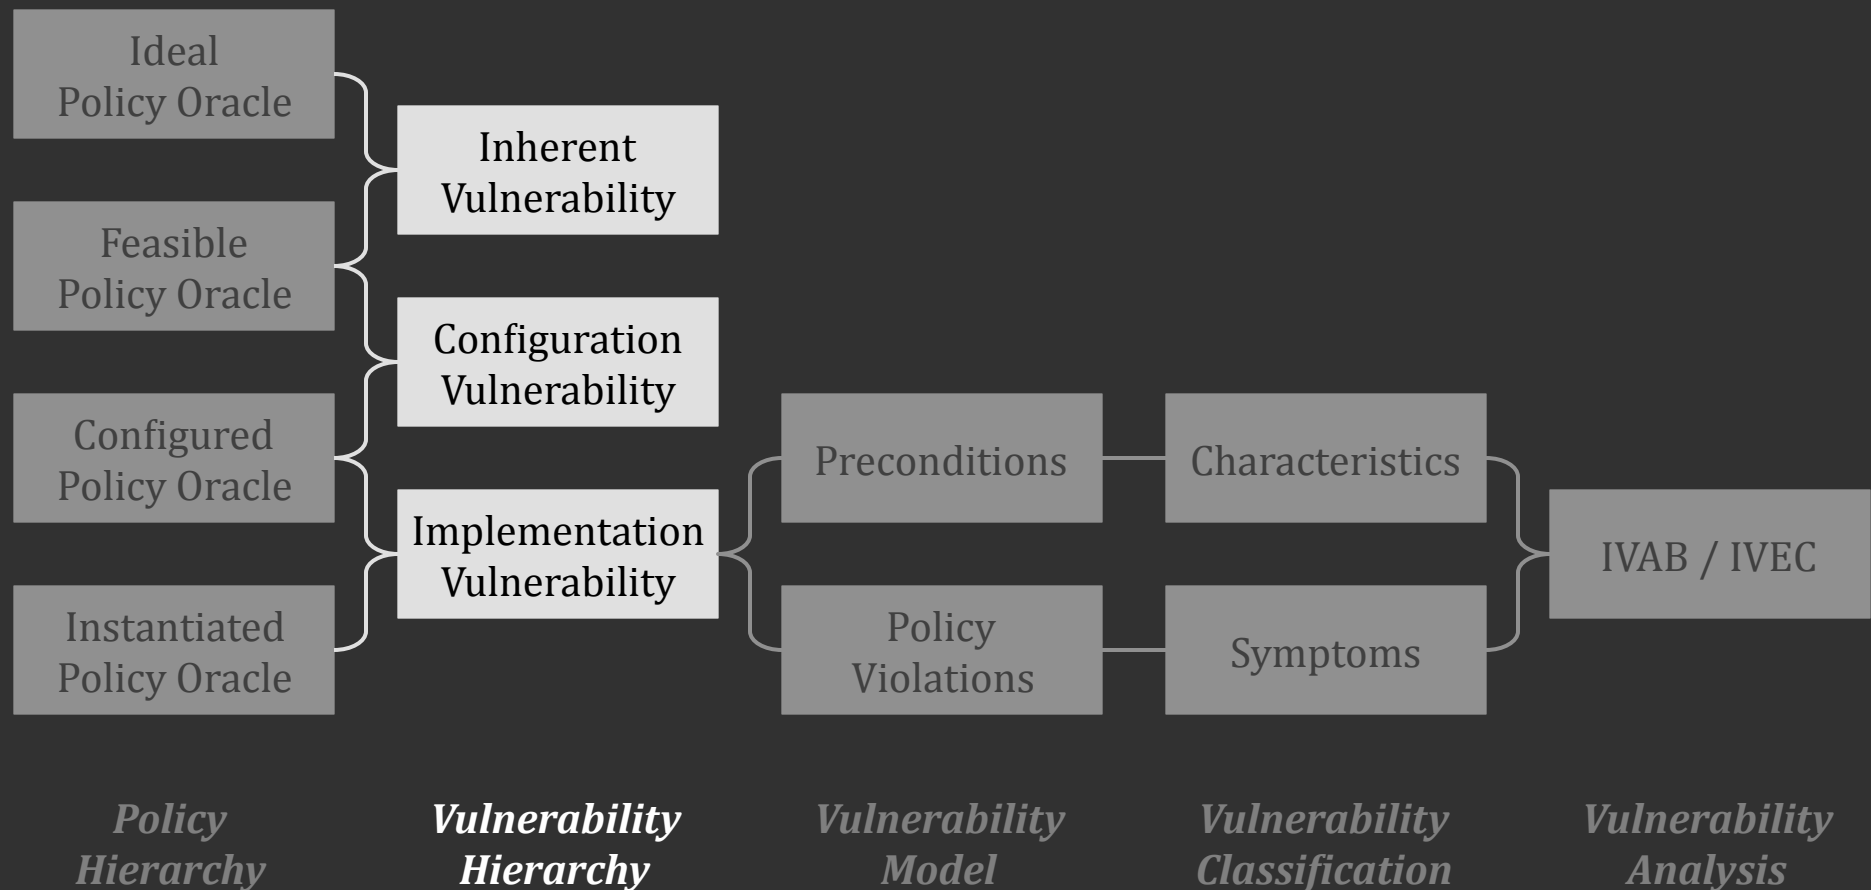 Ideal
Policy Oracle
Inherent
Vulnerability
Feasible
Policy Oracle
Configuration
Vulnerability
Configured
Policy Oracle
Preconditions
Characteristics
Implementation
Vulnerability
IVAB / IVEC
Instantiated
Policy Oracle
Policy
Violations
Symptoms
Policy
Hierarchy
Vulnerability
Hierarchy
Vulnerability
Model
Vulnerability
Classification
Vulnerability
Analysis